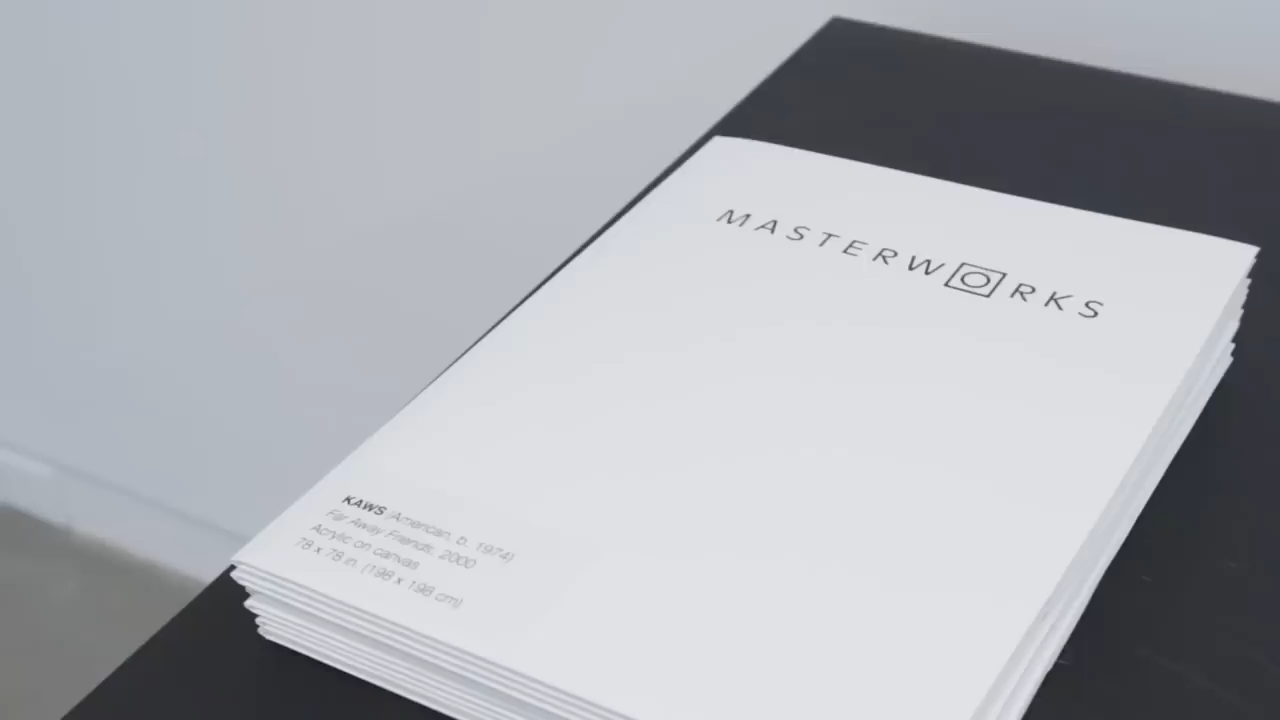 MASTERWORKS
KAWS (American, b. 1974)
Far Away Friends, 2000
Acrylic on canvas
78 x 78 in. (198 x 198 cm)